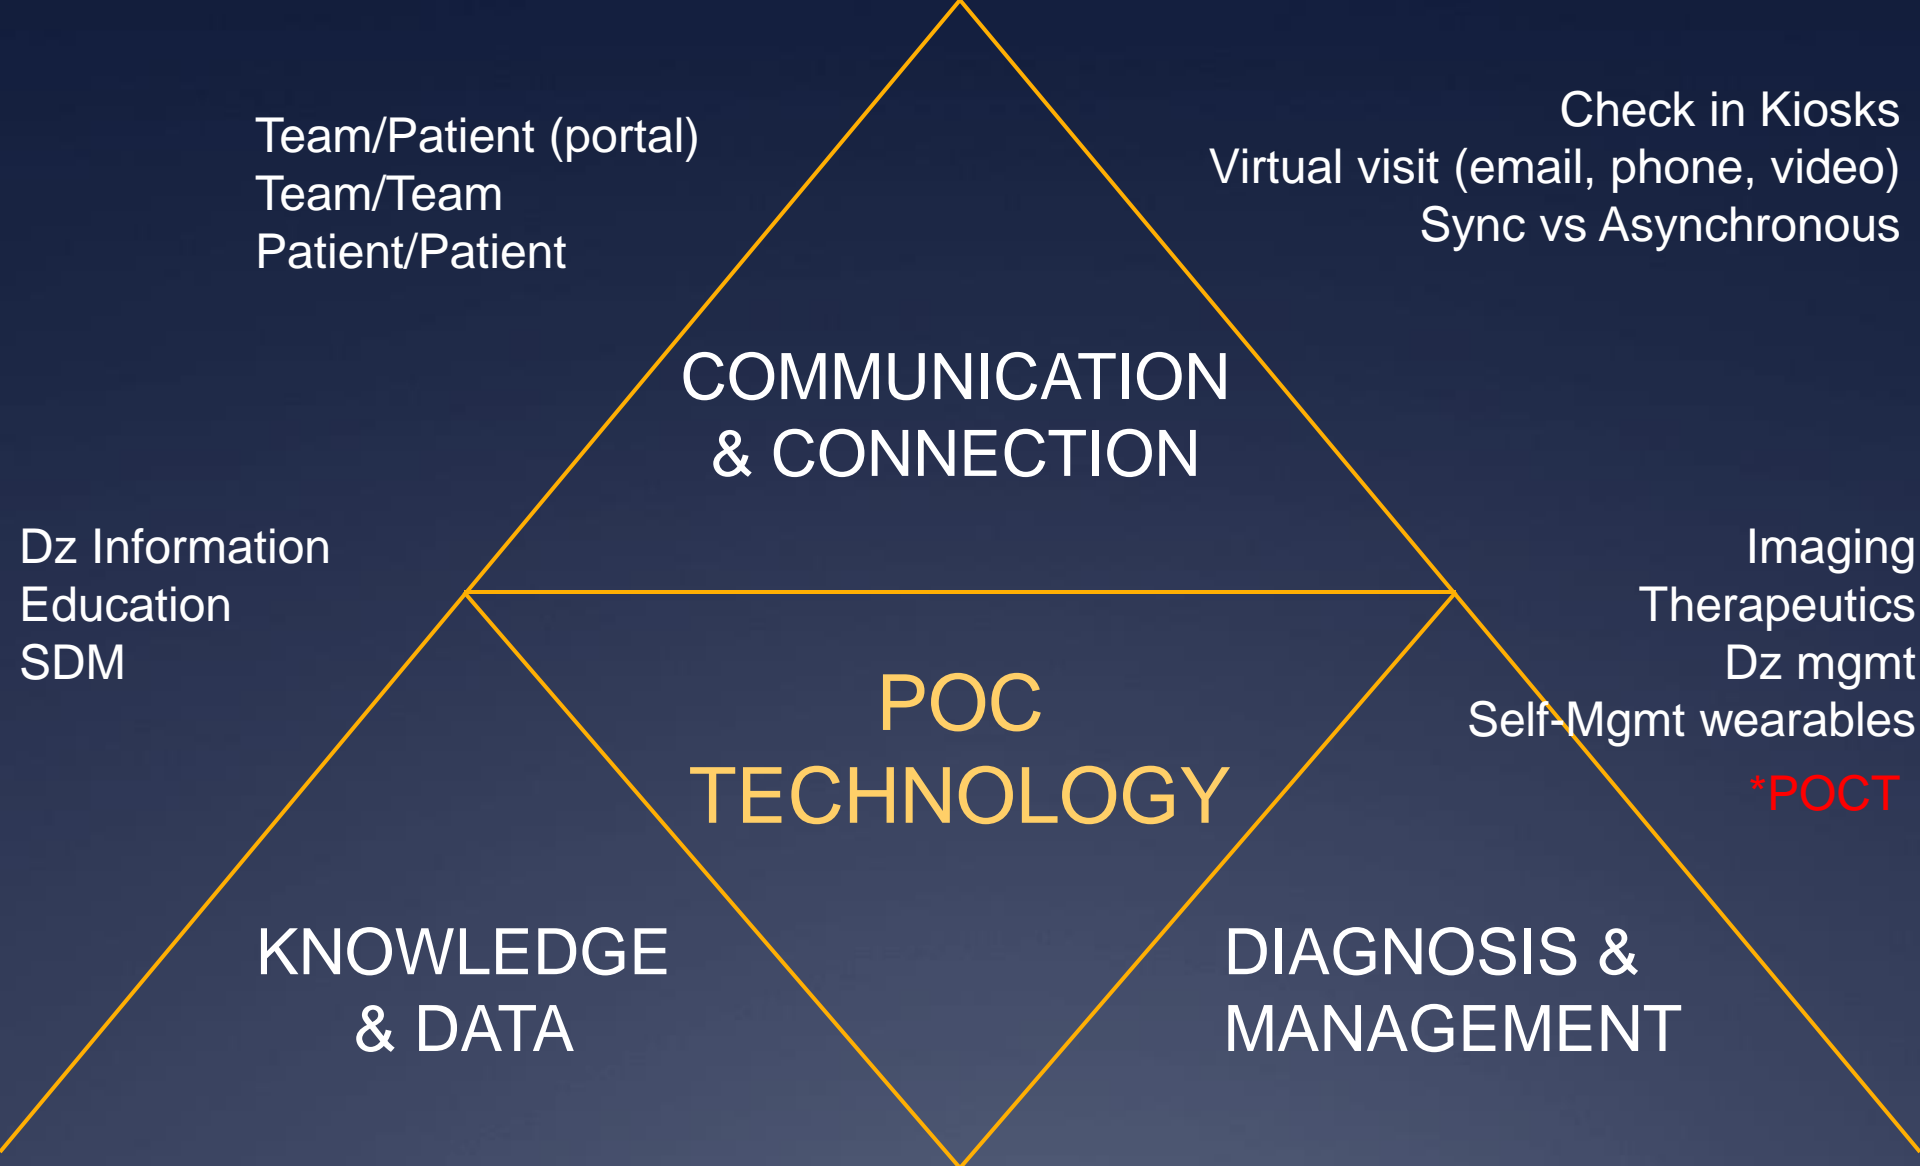 Team/Patient (portal)
Team/Team
Patient/Patient
Check in Kiosks
Virtual visit (email, phone, video)
Sync vs Asynchronous
COMMUNICATION
& CONNECTION
Dz Information
Education
SDM
Imaging
Therapeutics
Dz mgmt
Self-Mgmt wearables
*POCT
POC
TECHNOLOGY
KNOWLEDGE
& DATA
DIAGNOSIS &
MANAGEMENT